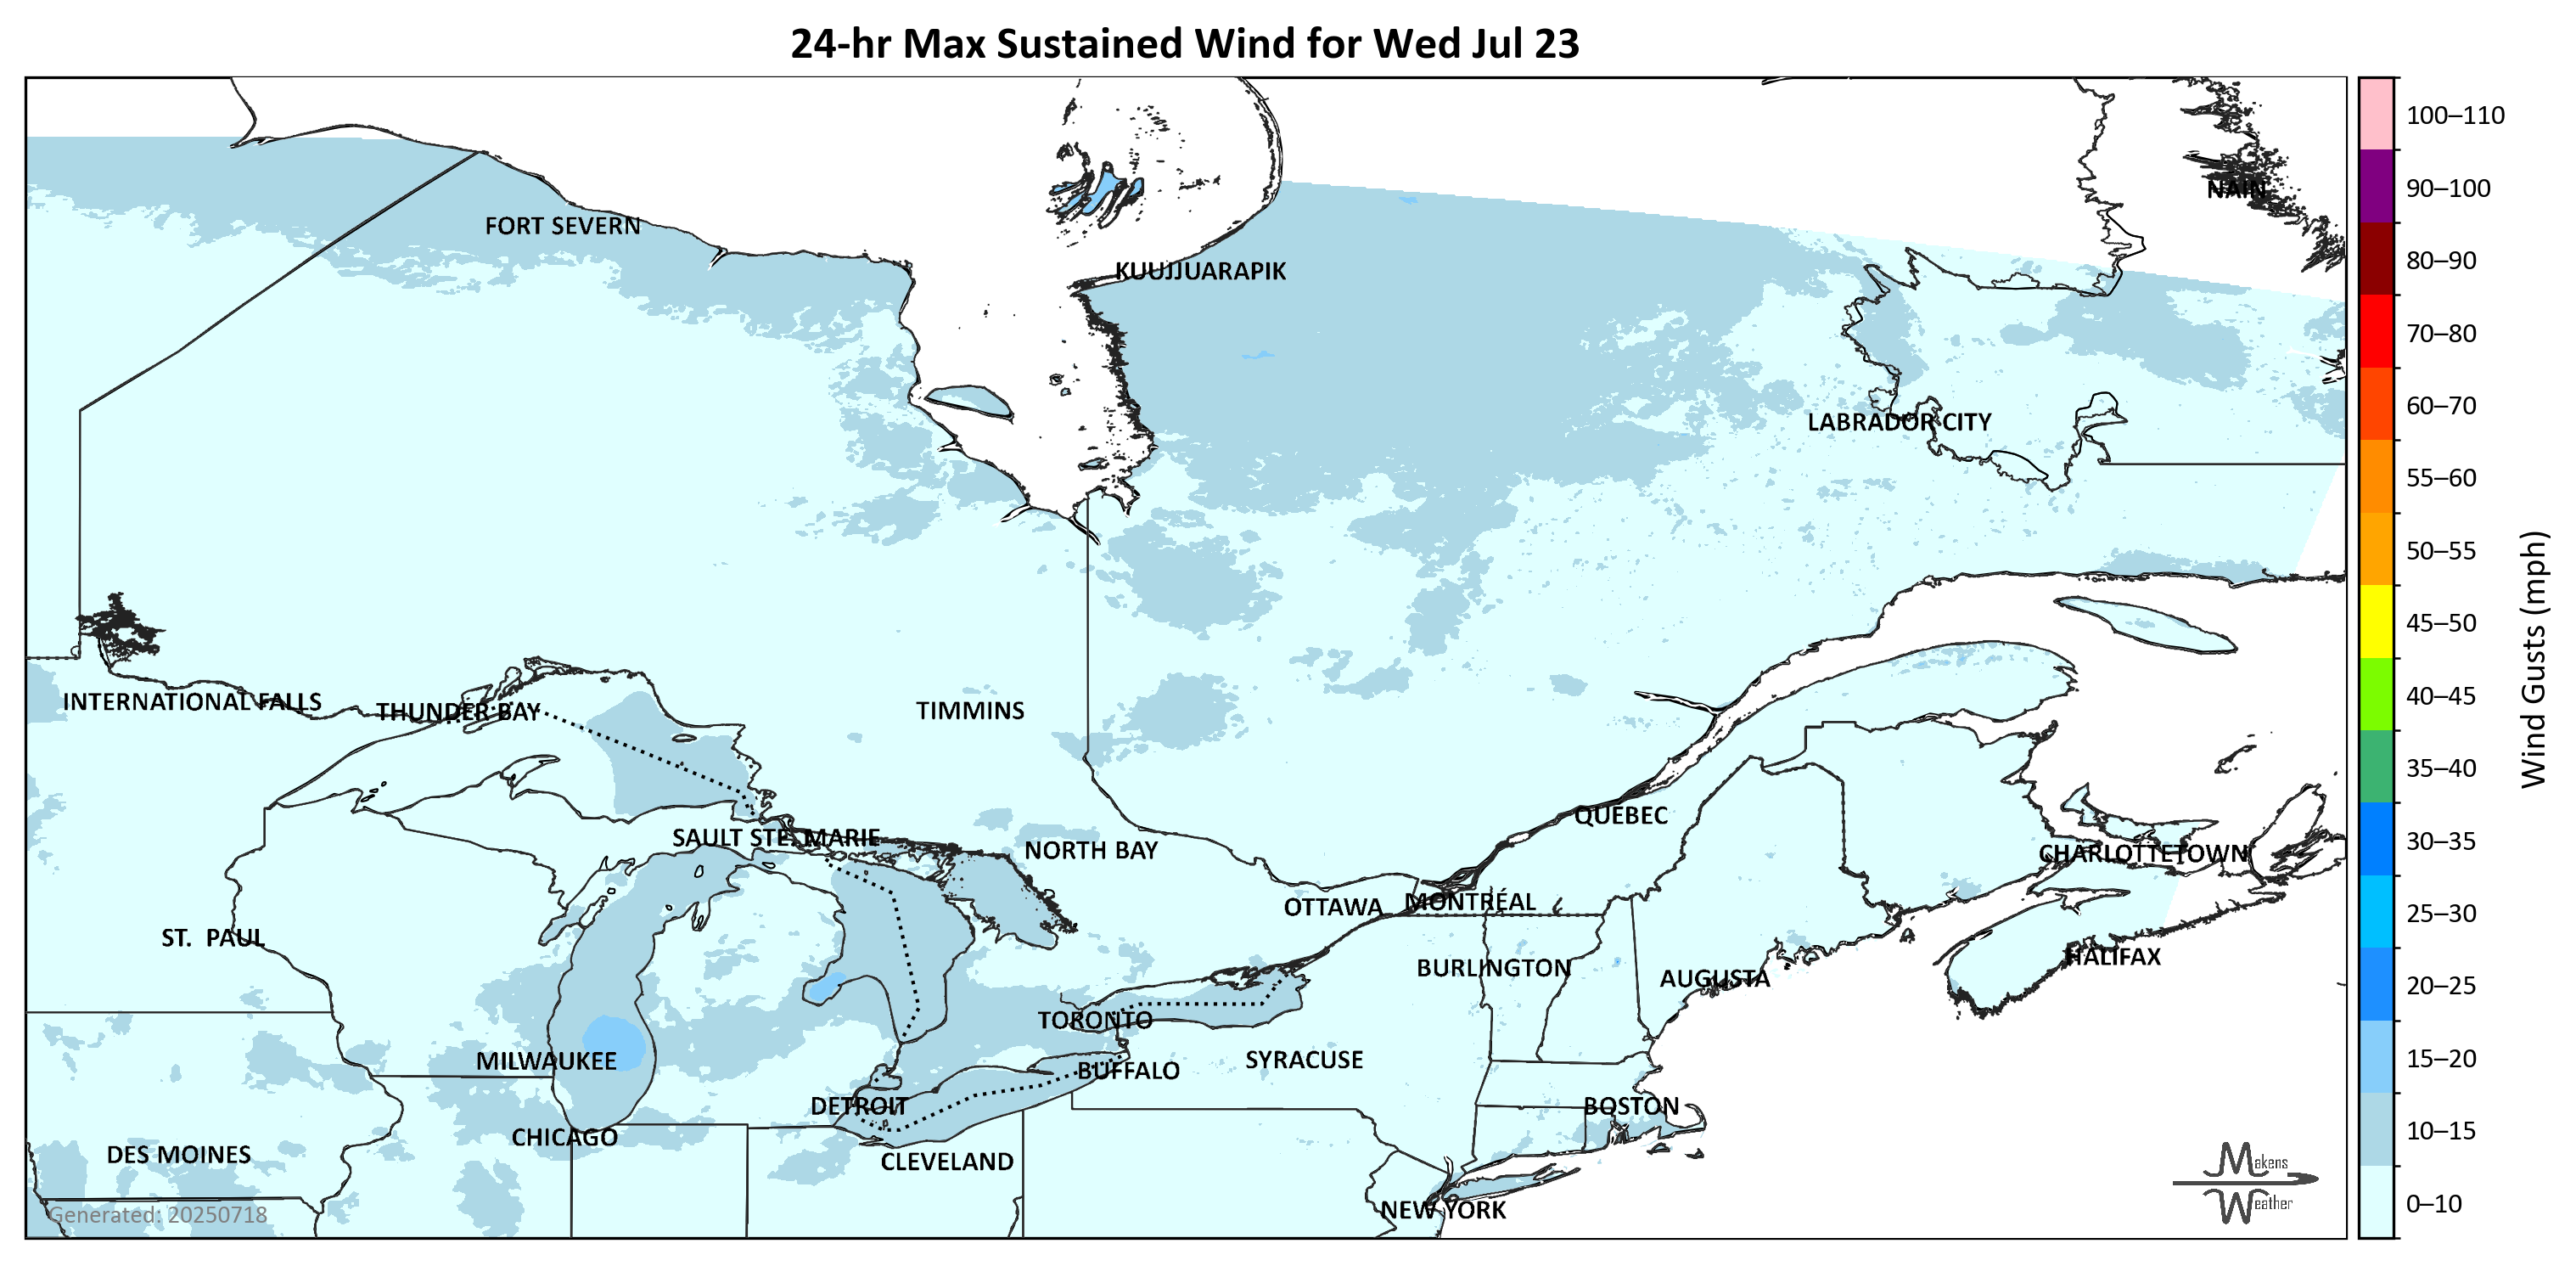 24-hr Max Sustained Wind for Wed Jul 23
100–110
90–100
NAIN
FORT SEVERN
80–90
KUUJJUARAPIK
70–80
60–70
LABRADOR CITY
55–60
50–55
45–50
Wind Gusts (mph)
40–45
INTERNATIONAL FALLS
THUNDER BAY
TIMMINS
35–40
QUÉBEC
30–35
SAULT STE. MARIE
NORTH BAY
CHARLOTTETOWN
OTTAWA
MONTRÉAL
25–30
ST. PAUL
HALIFAX
BURLINGTON
AUGUSTA
20–25
TORONTO
MILWAUKEE
SYRACUSE
15–20
BUFFALO
DETROIT
BOSTON
10–15
CHICAGO
DES MOINES
CLEVELAND
Makens
Weather
0–10
NEW YORK
Generated: 20250718